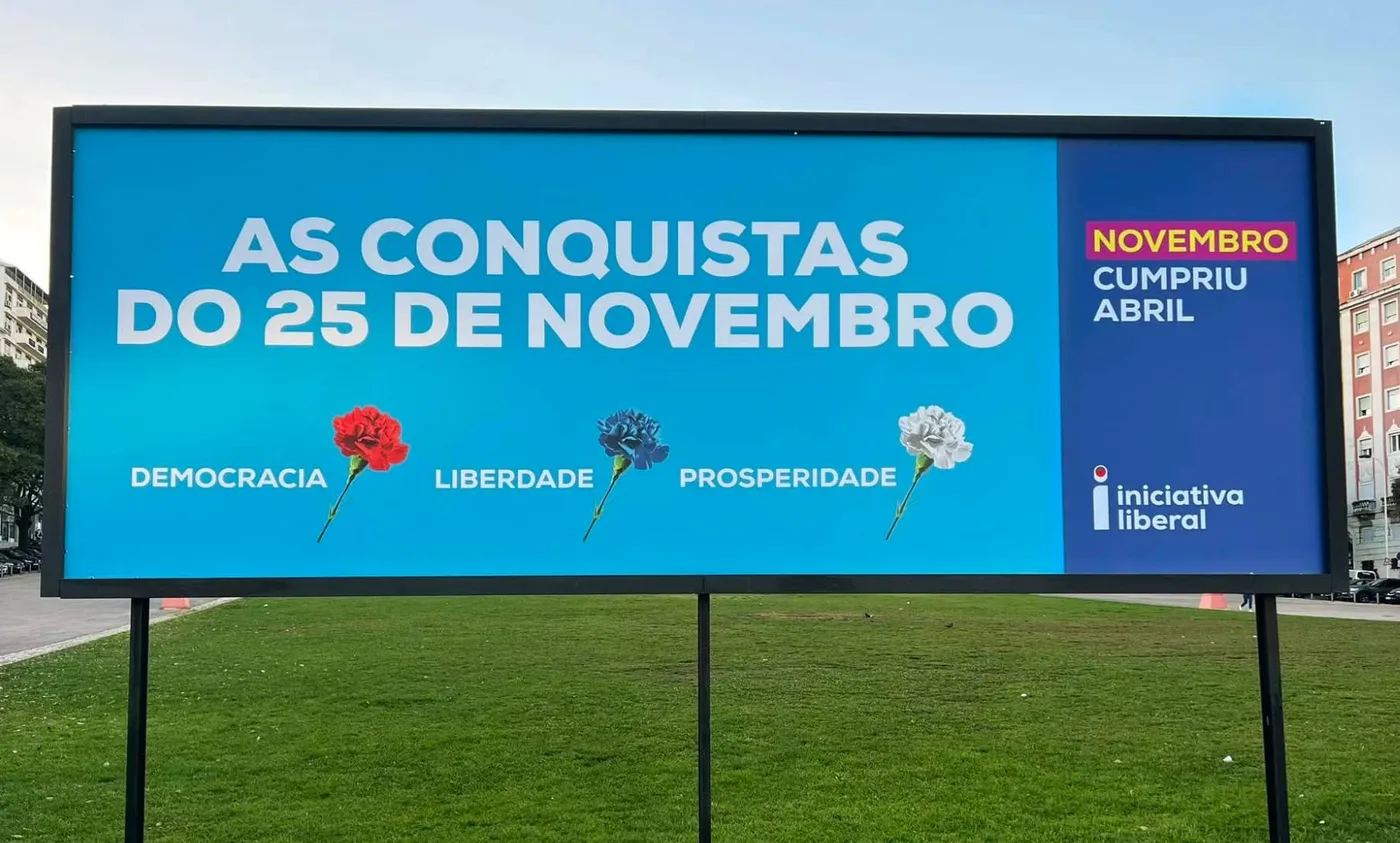 AS CONQUISTAS
DO 25 DE NOVEMBRO
DEMOCRACIA
LIBERDADE
PROSPERIDADE
NOVEMBRO
CUMPRIU
ABRIL
iniciativa
liberal